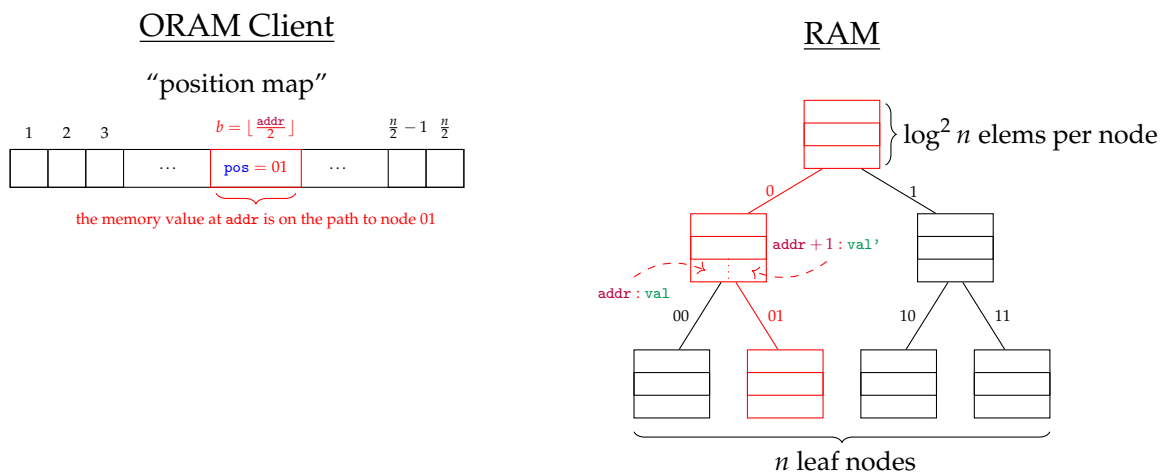 ORAM Client
"position map"
1 2 3 b = ⌊addr/2⌋ n/2 − 1 n/2
··· pos = 01 ···
the memory value at addr is on the path to node 01
RAM
log² n elems per node
0 1
addr + 1 : val'
addr : val
00 01 10 11
n leaf nodes